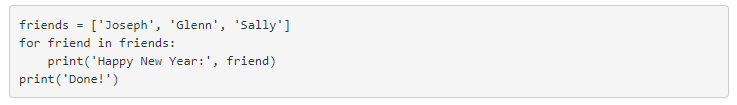 friends = ['Joseph', 'Glenn', 'Sally']
for friend in friends:
    print('Happy New Year:', friend)
print('Done!')